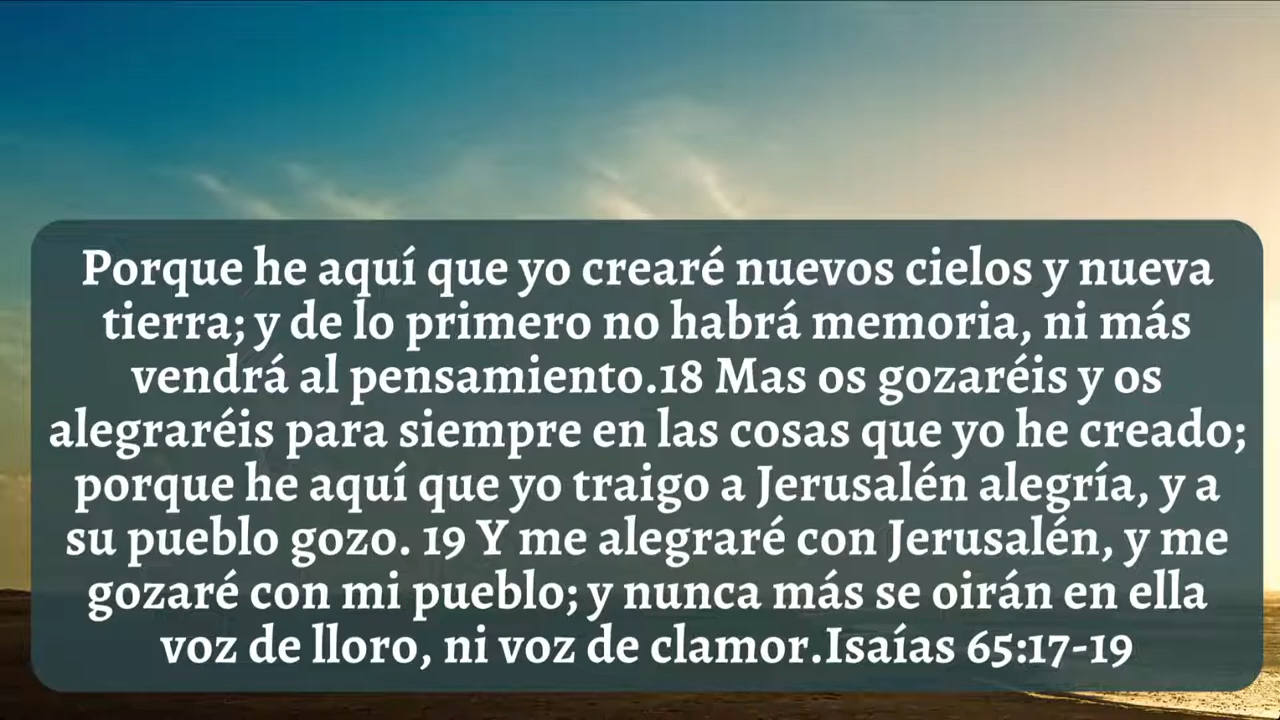 Porque he aquí que yo crearé nuevos cielos y nueva
tierra; y de lo primero no habrá memoria, ni más
vendrá al pensamiento.18 Mas os gozaréis y os
alegraréis para siempre en las cosas que yo he creado;
porque he aquí que yo traigo a Jerusalén alegría, y a
su pueblo gozo. 19 Y me alegraré con Jerusalén, y me
gozaré con mi pueblo; y nunca más se oirán en ella
voz de lloro, ni voz de clamor.Isaías 65:17-19